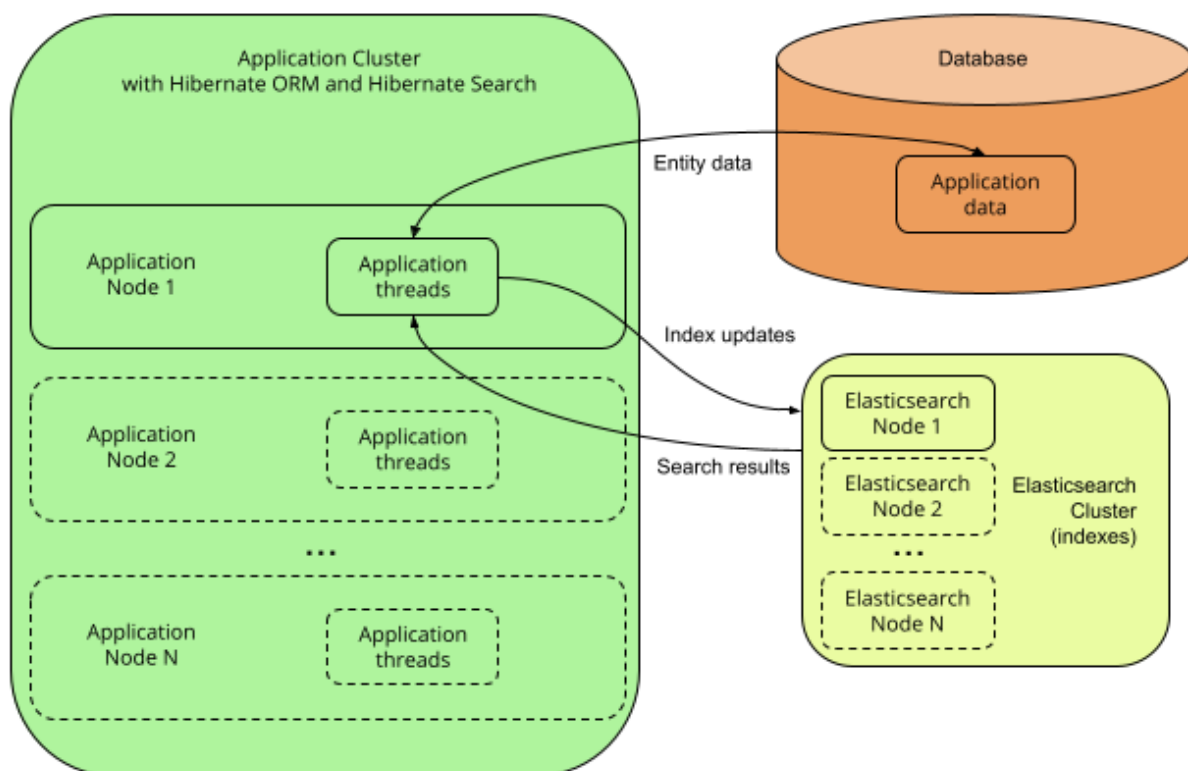 Application Cluster
with Hibernate ORM and Hibernate Search
Database
Entity data
Application
data
Application
Node 1
Application
threads
Index updates
Application
Node 2
Application
threads
Search results
Elasticsearch
Node 1
Elasticsearch
Node 2
Elasticsearch
Cluster
(indexes)
...
...
Elasticsearch
Node N
Application
Node N
Application
threads